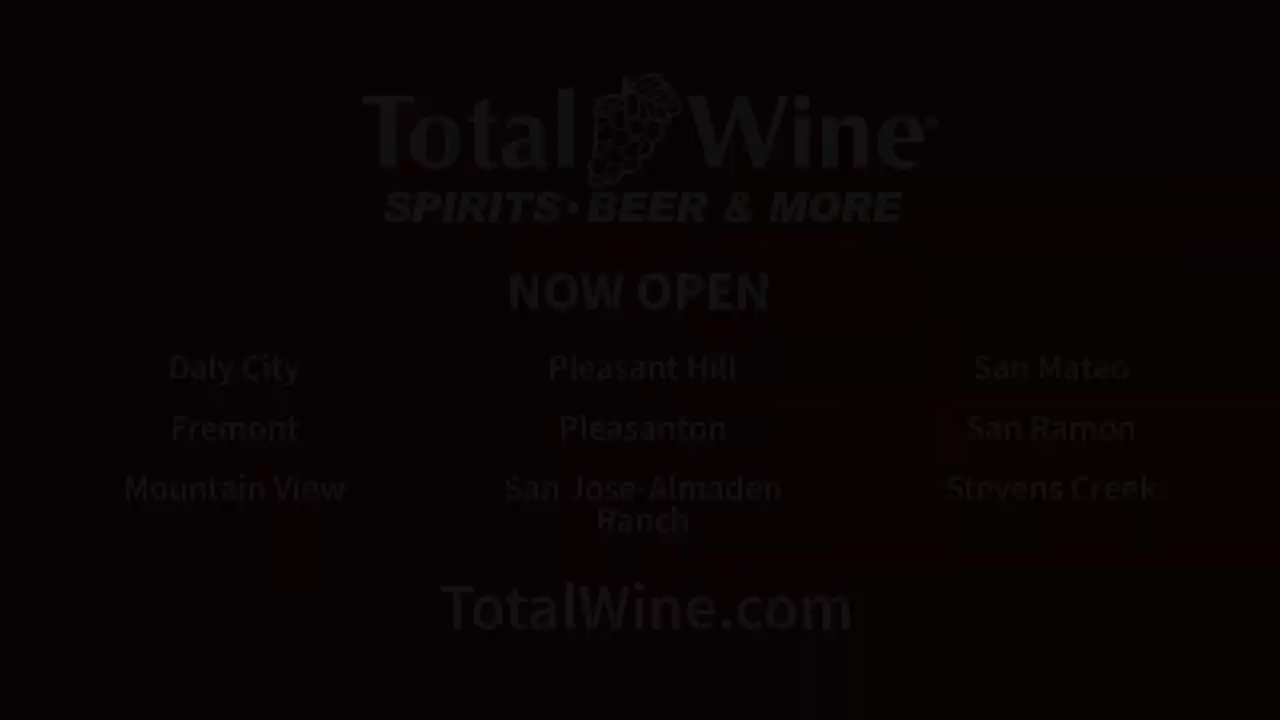 Total Wine®
SPIRITS • BEER & MORE
NOW OPEN
Daly City
Pleasant Hill
San Mateo
Fremont
Pleasanton
San Ramon
Mountain View
San Jose-Almaden
Ranch
Stevens Creek
TotalWine.com